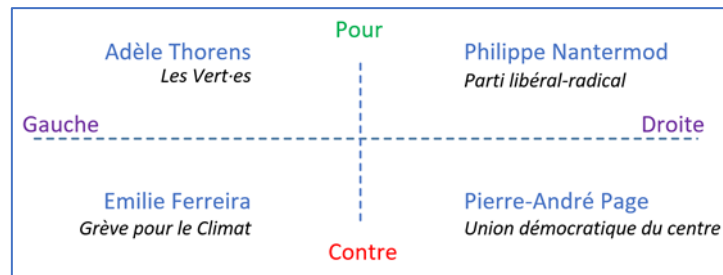 Pour
Adèle Thorens
Les Vert·es
Philippe Nantermod
Parti libéral-radical
Gauche
Droite
Emilie Ferreira
Grève pour le Climat
Pierre-André Page
Union démocratique du centre
Contre